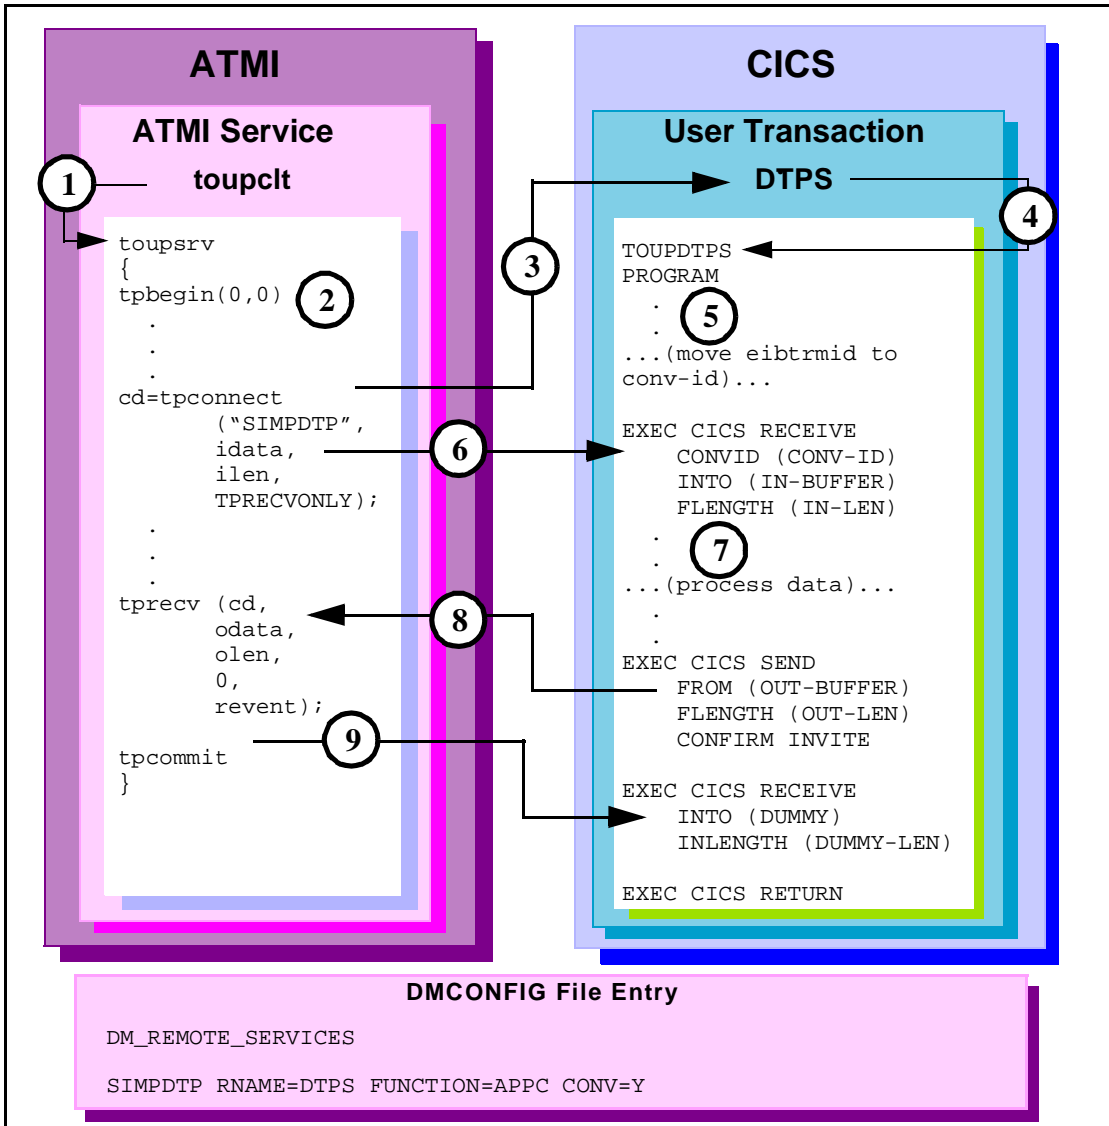 ATMI
ATMI Service
toupclt
1
toupsrv
{
tpbegin(0,0)
2
.
.
.
cd=tpconnect
(“SIMPDTP”,
idata,
ilen,
TPRECVONLY);
.
.
.
tprecv (cd,
odata,
olen,
0,
revent);
tpcommit
}
3
6
8
9
CICS
User Transaction
DTPS
4
TOUPDTPS
PROGRAM
.
.
5
...(move eibtrmid to
conv-id)...
EXEC CICS RECEIVE
CONVID (CONV-ID)
INTO (IN-BUFFER)
FLENGTH (IN-LEN)
.
.
7
...(process data)...
.
.
EXEC CICS SEND
FROM (OUT-BUFFER)
FLENGTH (OUT-LEN)
CONFIRM INVITE
EXEC CICS RECEIVE
INTO (DUMMY)
INLENGTH (DUMMY-LEN)
EXEC CICS RETURN
DMCONFIG File Entry
DM_REMOTE_SERVICES
SIMPDTP RNAME=DTPS FUNCTION=APPC CONV=Y